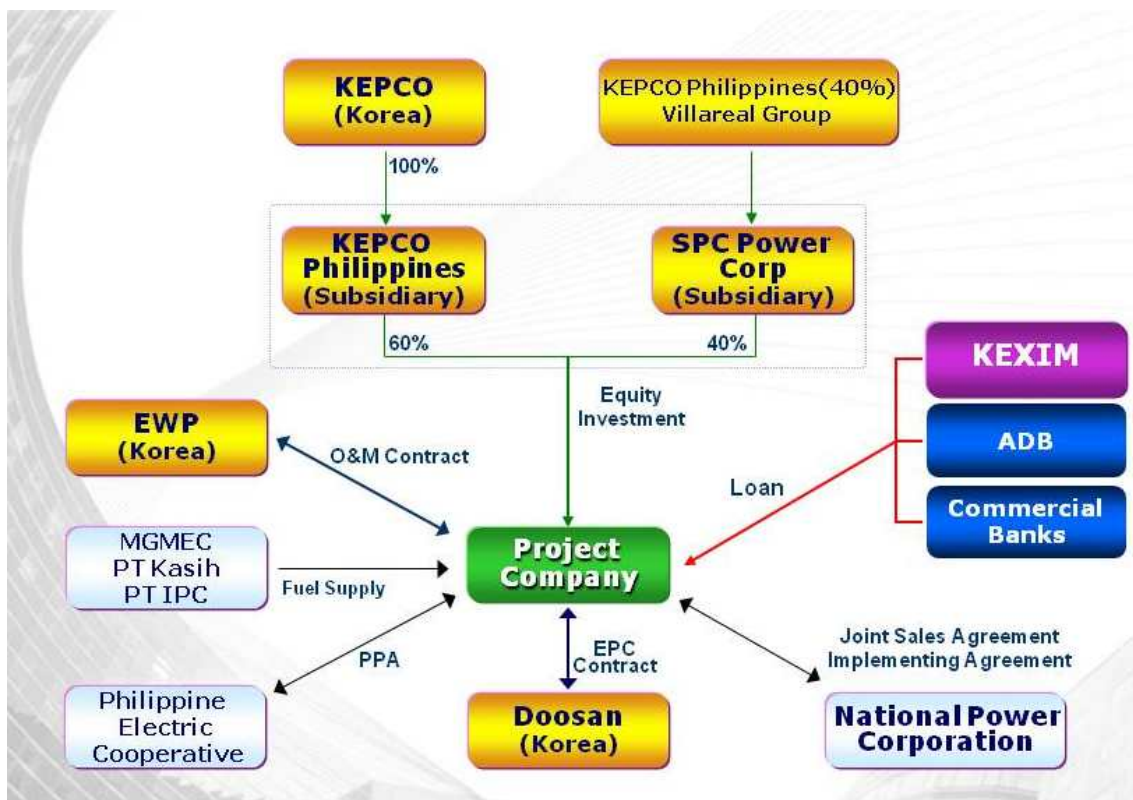 KEPCO
(Korea)
KEPCO Philippines(40%)
Villareal Group
100%
KEPCO
Philippines
(Subsidiary)
SPC Power
Corp
(Subsidiary)
60%
40%
KEXIM
Equity
Investment
EWP
(Korea)
ADB
O&M Contract
Loan
Commercial
Banks
MGMEC
PT Kasih
PT IPC
Fuel Supply
Project
Company
PPA
EPC
Contract
Joint Sales Agreement
Implementing Agreement
Philippine
Electric
Cooperative
Doosan
(Korea)
National Power
Corporation